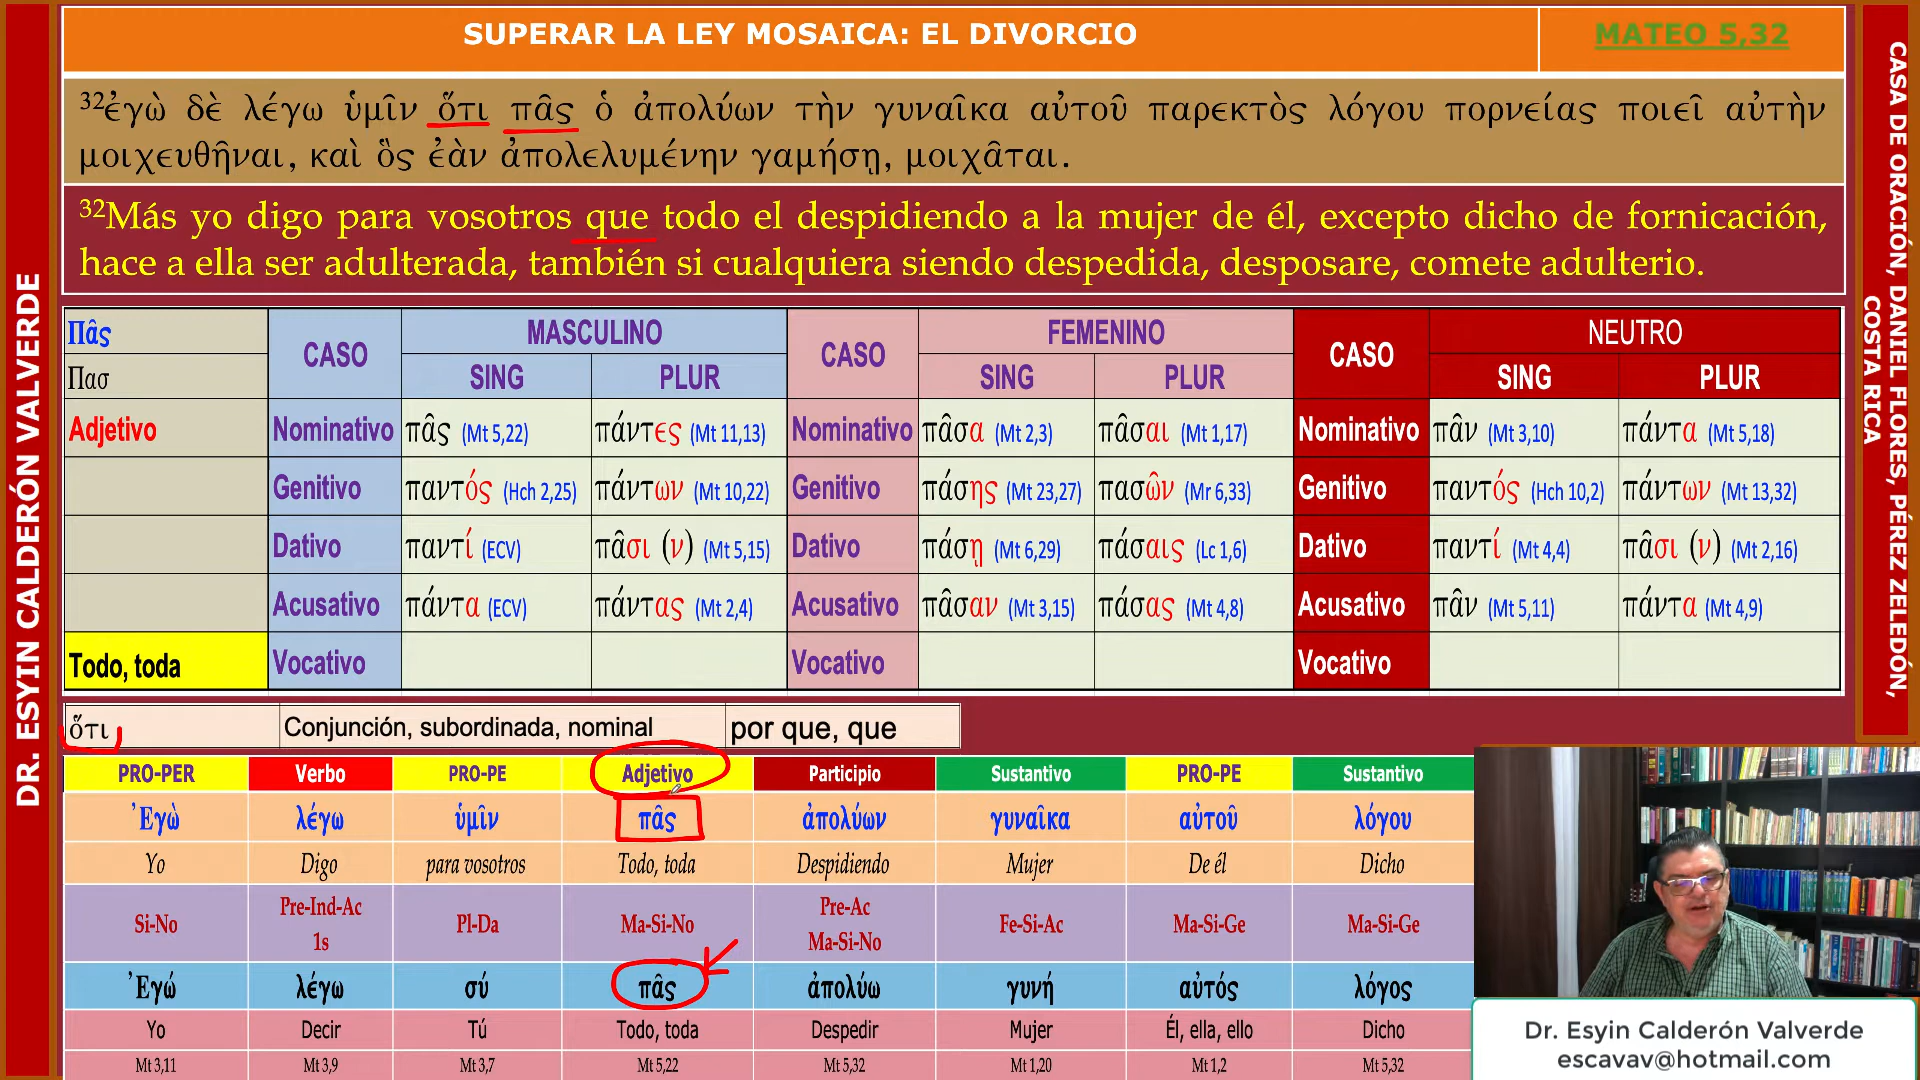 SUPERAR LA LEY MOSAICA: EL DIVORCIO
MATEO 5,32
32ἐγὼ δὲ λέγω ὑμῖν ὅτι πᾶς ὁ ἀπολύων τὴν γυναῖκα αὐτοῦ παρεκτὸς λόγου πορνείας ποιεῖ αὐτὴν
μοιχευθῆναι, καὶ ὃς ἐὰν ἀπολελυμένην γαμήσῃ, μοιχᾶται.
32Más yo digo para vosotros que todo el despidiendo a la mujer de él, excepto dicho de fornicación,
hace a ella ser adulterada, también si cualquiera siendo despedida, desposare, comete adulterio.
Πᾶς CASO MASCULINO CASO FEMENINO CASO NEUTRO
Πασ SING PLUR SING PLUR SING PLUR
Adjetivo Nominativo πᾶς (Mt 5,22) πάντες (Mt 11,13) Nominativo πᾶσα (Mt 2,3) πᾶσαι (Mt 1,17) Nominativo πᾶν (Mt 3,10) πάντα (Mt 5,18)
Genitivo παντός (Hch 2,25) πάντων (Mt 10,22) Genitivo πάσης (Mt 23,27) πασῶν (Mr 6,33) Genitivo παντός (Hch 10,2) πάντων (Mt 13,32)
Dativo παντί (ECV) πᾶσι (ν) (Mt 5,15) Dativo πάσῃ (Mt 6,29) πάσαις (Lc 1,6) Dativo παντί (Mt 4,4) πᾶσι (ν) (Mt 2,16)
Acusativo πάντα (ECV) πάντας (Mt 2,4) Acusativo πᾶσαν (Mt 3,15) πάσας (Mt 4,8) Acusativo πᾶν (Mt 5,11) πάντα (Mt 4,9)
Todo, toda Vocativo Vocativo Vocativo
ὅτι Conjunción, subordinada, nominal por que, que
PRO-PER Verbo PRO-PE Adjetivo Participio Sustantivo PRO-PE Sustantivo
Ἐγὼ λέγω ὑμῖν πᾶς ἀπολύων γυναῖκα αὐτοῦ λόγου
Yo Digo para vosotros Todo, toda Despidiendo Mujer De él Dicho
Si-No Pre-Ind-Ac Pl-Da Ma-Si-No Pre-Ac Fe-Si-Ac Ma-Si-Ge Ma-Si-Ge
1s Ma-Si-No
Ἐγώ λέγω σύ πᾶς ἀπολύω γυνή αὐτός λόγος
Yo Decir Tú Todo, toda Despedir Mujer Él, ella, ello Dicho
Mt 3,11 Mt 3,9 Mt 3,7 Mt 5,22 Mt 5,32 Mt 1,20 Mt 1,2 Mt 5,32
DR. ESYIN CALDERÓN VALVERDE
CASA DE ORACIÓN, DANIEL FLORES, PÉREZ ZELEDÓN,
COSTA RICA
Dr. Esyin Calderón Valverde
escavav@hotmail.com